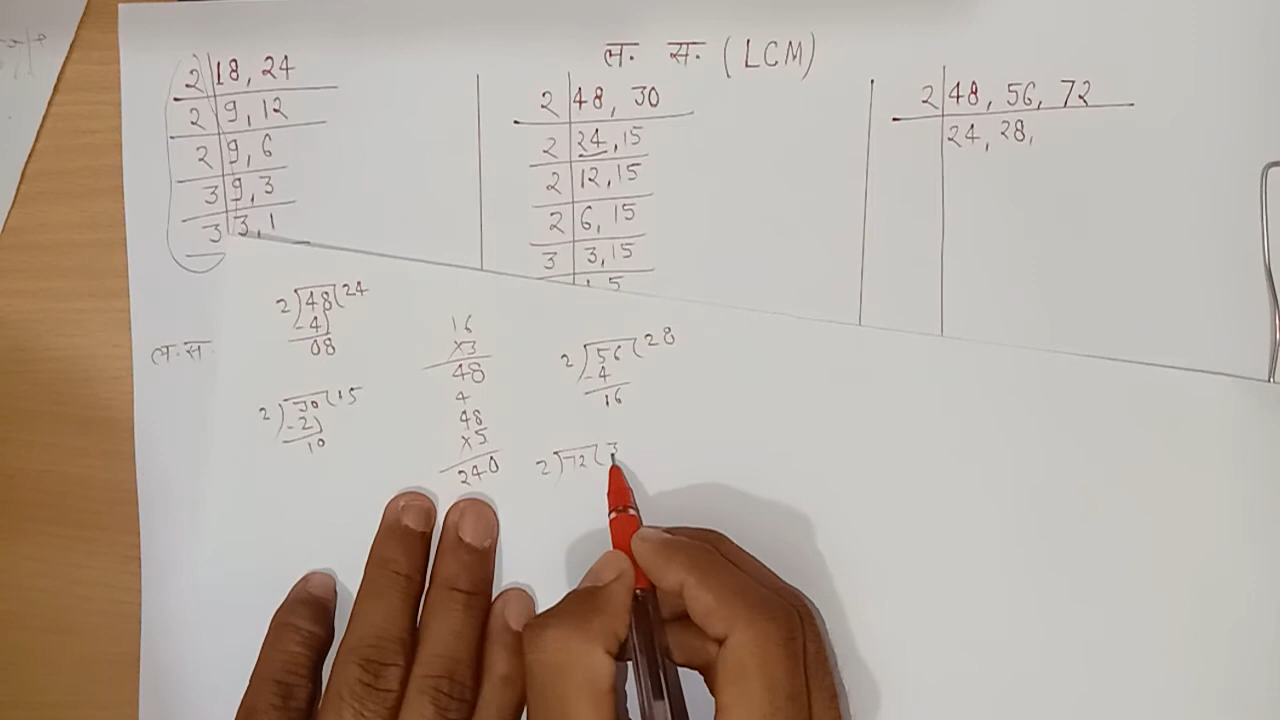 ल. स. (LCM)
2 18, 24
2 9, 12
2 9, 6
3 9, 3
3 3, 1
2 48, 30
2 24, 15
2 12, 15
2 6, 15
3 3, 15
2 48, 56, 72
24, 28,
ल. स.
2)48(24
-4
08
2)30(15
-2
10
16
x3
48
4
48
x5
240
2)56(28
-4
16
2)72(3